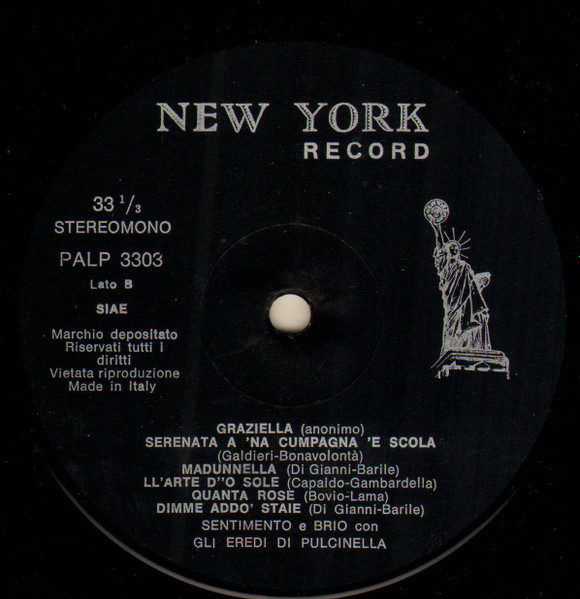 NEW YORK
RECORD
33 1/3
STEREOMONO
PALP 3303
Lato B
SIAE
Marchio depositato
Riservati tutti i
diritti
Vietata riproduzione
Made in Italy
GRAZIELLA (anonimo)
SERENATA A 'NA CUMPAGNA 'E SCOLA
(Galdieri-Bonavolontà)
MADUNNELLA (Di Gianni-Barile)
LL'ARTE D''O SOLE (Capaldo-Gambardella)
QUANTA ROSE (Bovio-Lama)
DIMME ADDO' STAIE (Di Gianni-Barile)
SENTIMENTO e BRIO con
GLI EREDI DI PULCINELLA